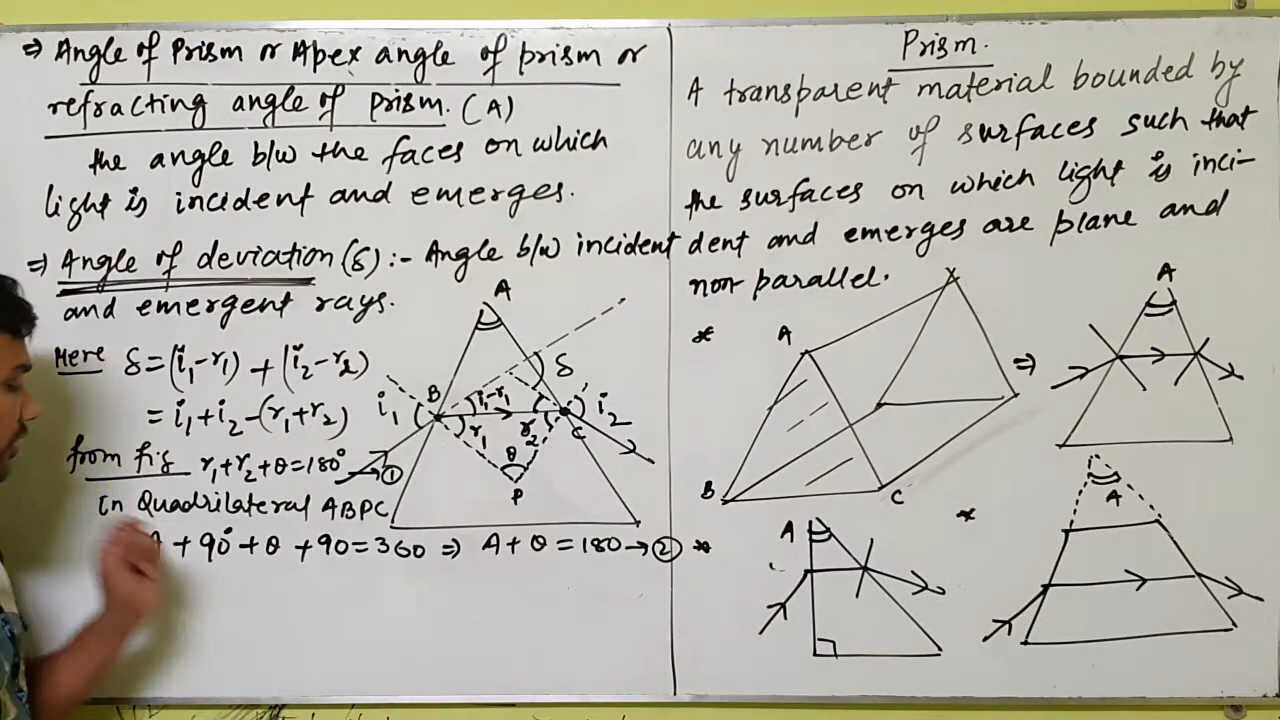 ⇒ Angle of Prism or Apex angle of prism or
refracting angle of prism. (A)
the angle b/w the faces on which
light is incident and emerges.
⇒ Angle of deviation (δ) :- Angle b/w incident
and emergent rays.
Here δ = (i₁-r₁) + (i₂-r₂)
= i₁+i₂-(r₁+r₂)
from fig r₁+r₂+θ=180° → ①
In Quadrilateral ABPC
A + 90° + θ + 90 = 360 ⇒ A + θ = 180 → ②
A
B
δ
i₁
i₁-r₁
i₂
r₁
r₂
C
θ
P
Prism.
A transparent material bounded by
any number of surfaces such that
the surfaces on which light is inci-
dent and emerges are plane and
non parallel.
*
A
B
C
⇒
A
*
A
*
A